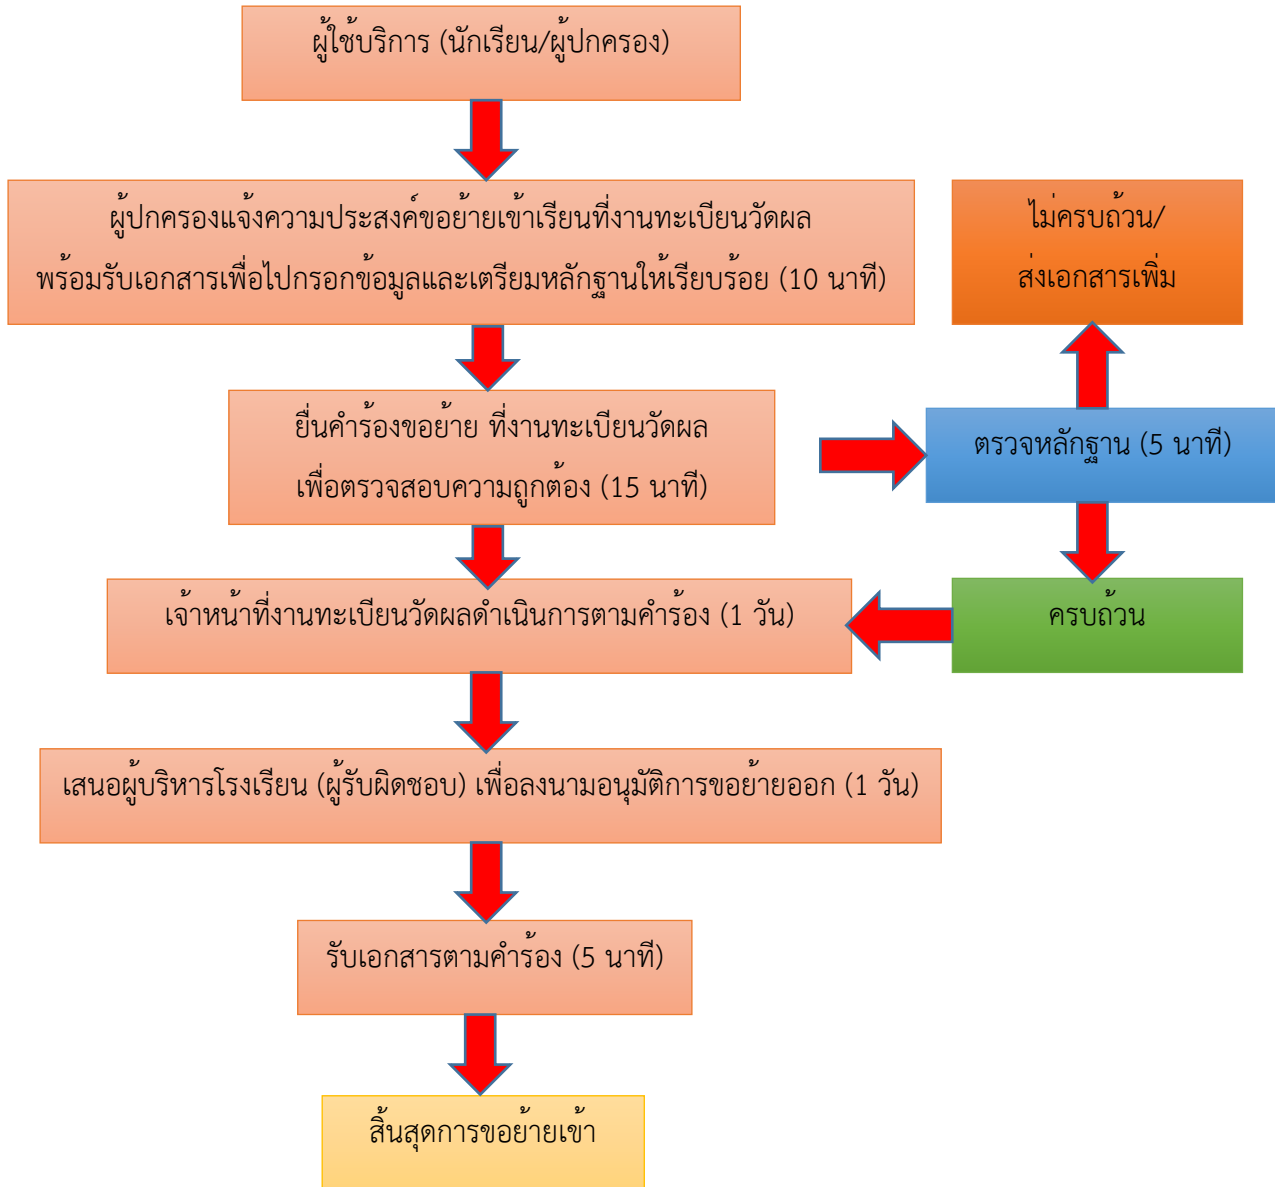 ผู้ใช้บริการ (นักเรียน/ผู้ปกครอง)
ผู้ปกครองแจ้งความประสงค์ขอย้ายเข้าเรียนที่งานทะเบียนวัดผล
พร้อมรับเอกสารเพื่อไปกรอกข้อมูลและเตรียมหลักฐานให้เรียบร้อย (10 นาที)
ไม่ครบถ้วน/
ส่งเอกสารเพิ่ม
ยื่นคำร้องขอย้าย ที่งานทะเบียนวัดผล
เพื่อตรวจสอบความถูกต้อง (15 นาที)
ตรวจหลักฐาน (5 นาที)
เจ้าหน้าที่งานทะเบียนวัดผลดำเนินการตามคำร้อง (1 วัน)
ครบถ้วน
เสนอผู้บริหารโรงเรียน (ผู้รับผิดชอบ) เพื่อลงนามอนุมัติการขอย้ายออก (1 วัน)
รับเอกสารตามคำร้อง (5 นาที)
สิ้นสุดการขอย้ายเข้า